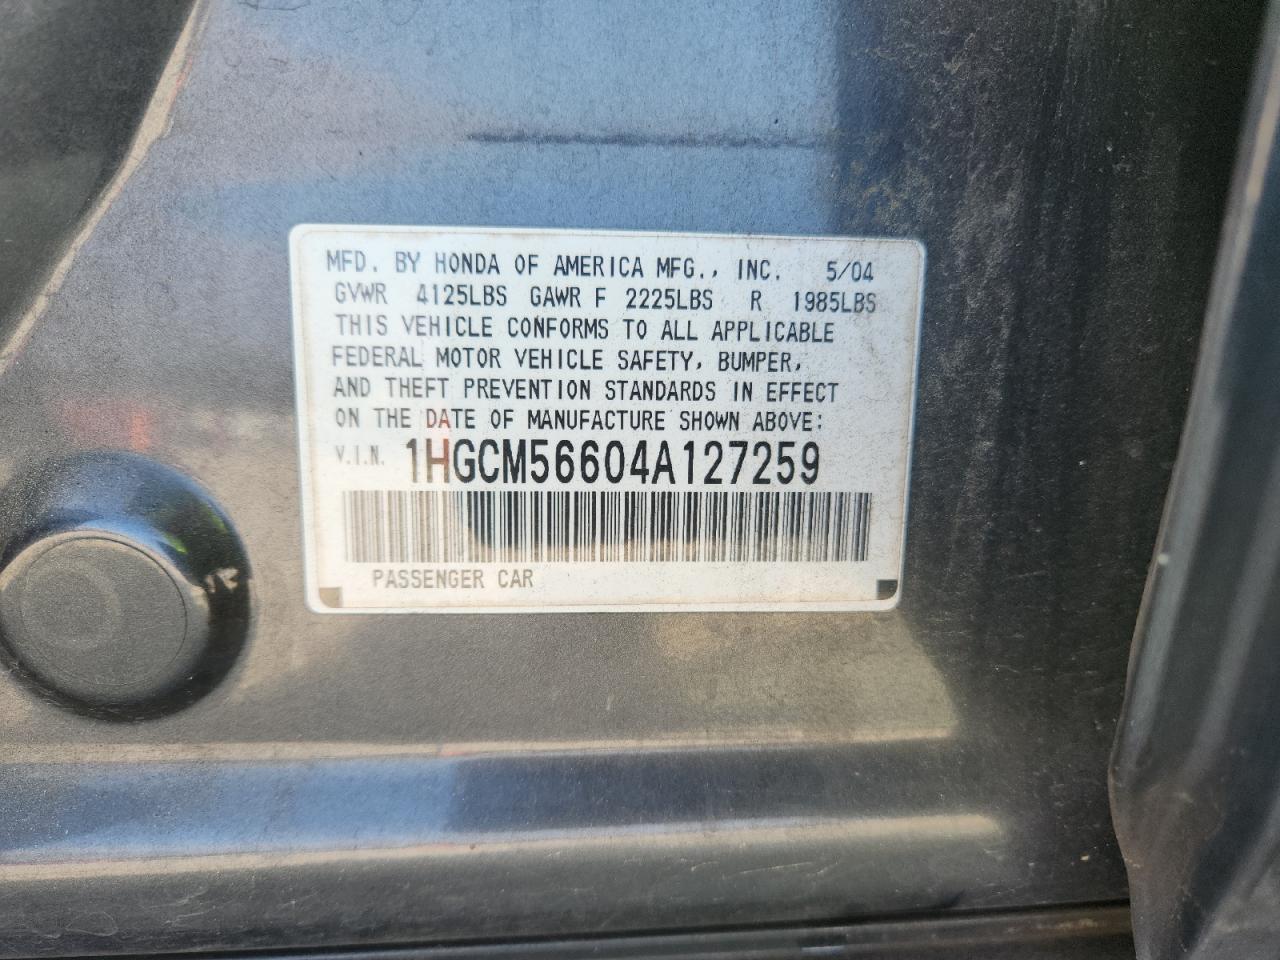 MFD. BY HONDA OF AMERICA MFG., INC. 5/04
GVWR 4125LBS GAWR F 2225LBS R 1985LBS
THIS VEHICLE CONFORMS TO ALL APPLICABLE
FEDERAL MOTOR VEHICLE SAFETY, BUMPER,
AND THEFT PREVENTION STANDARDS IN EFFECT
ON THE DATE OF MANUFACTURE SHOWN ABOVE:
V.I.N. 1HGCM56604A127259
PASSENGER CAR